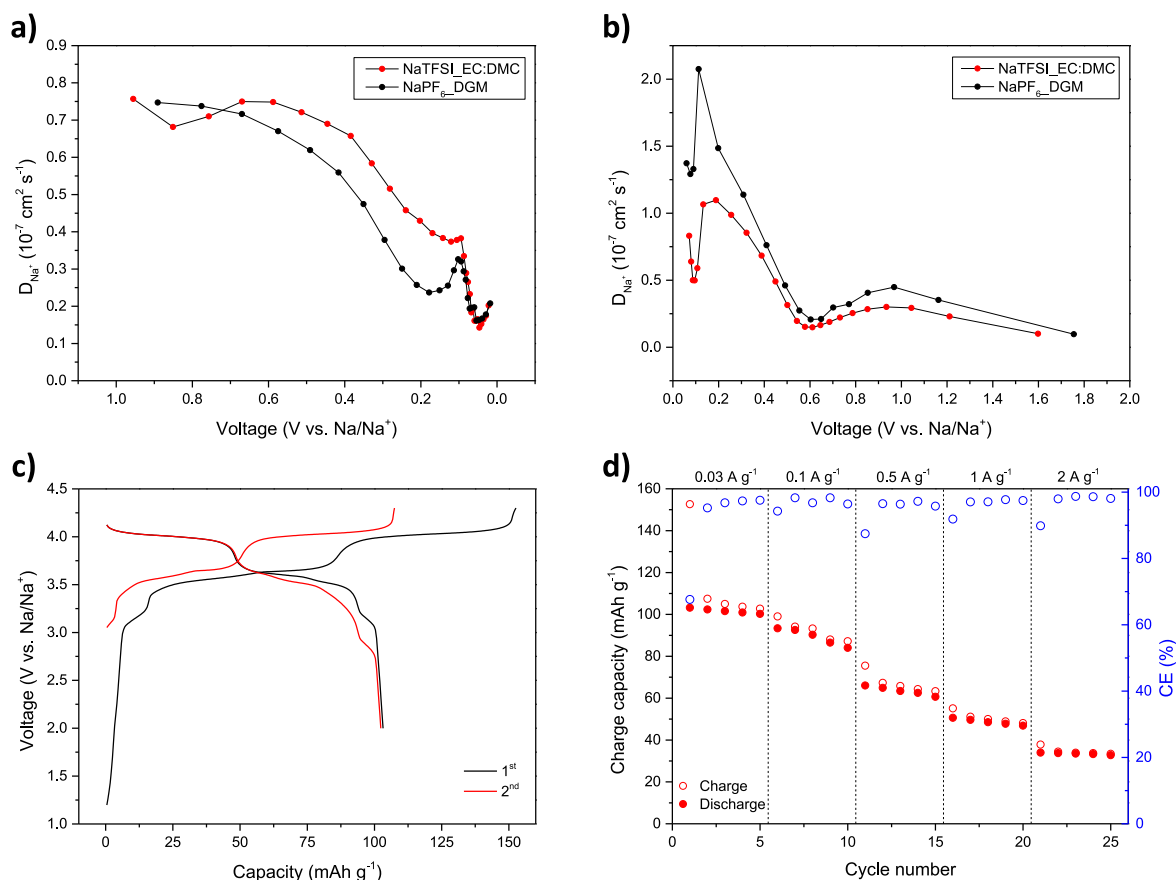 a)
0.9
0.8
0.7
0.6
0.5
0.4
0.3
0.2
0.1
0.0
D_Na⁺ (10⁻⁷ cm² s⁻¹)
NaTFSI_EC:DMC
NaPF₆_DGM
1.0 0.8 0.6 0.4 0.2 0.0
Voltage (V vs. Na/Na⁺)
b)
2.0
1.5
1.0
0.5
0.0
D_Na⁺ (10⁻⁷ cm² s⁻¹)
NaTFSI_EC:DMC
NaPF₆_DGM
0.0 0.2 0.4 0.6 0.8 1.0 1.2 1.4 1.6 1.8 2.0
Voltage (V vs. Na/Na⁺)
c)
4.5
4.0
3.5
3.0
2.5
2.0
1.5
1.0
Voltage (V vs. Na/Na⁺)
1ˢᵗ
2ⁿᵈ
0 25 50 75 100 125 150
Capacity (mAh g⁻¹)
d)
0.03 A g⁻¹ 0.1 A g⁻¹ 0.5 A g⁻¹ 1 A g⁻¹ 2 A g⁻¹
160
140
120
100
80
60
40
20
0
Charge capacity (mAh g⁻¹)
Charge
Discharge
100
80
60
40
20
0
CE (%)
0 5 10 15 20 25
Cycle number